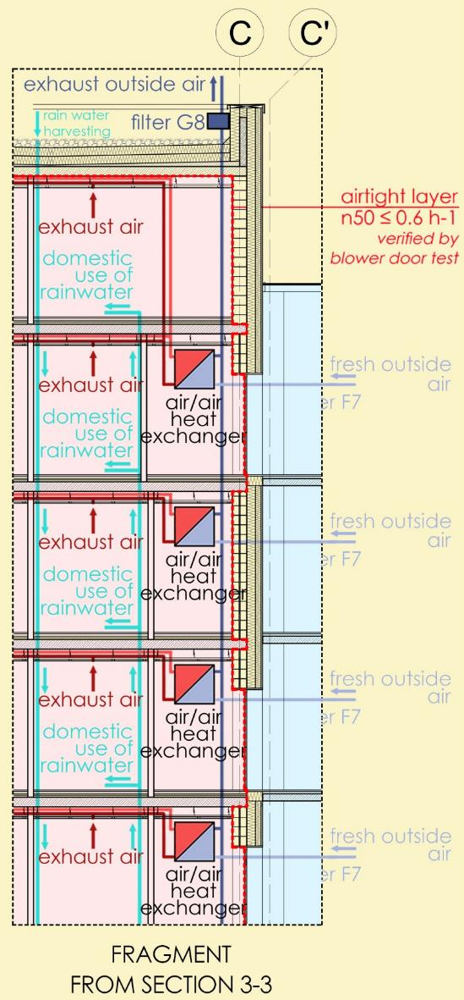 C
C'
exhaust outside air
rain water
harvesting
filter G8
airtight layer
n50 ≤ 0.6 h-1
verified by
blower door test
exhaust air
domestic
use of
rainwater
exhaust air
air/air
heat
exchanger
fresh outside
air
er F7
domestic
use of
rainwater
exhaust air
air/air
heat
exchanger
fresh outside
air
er F7
domestic
use of
rainwater
exhaust air
air/air
heat
exchanger
fresh outside
air
er F7
domestic
use of
rainwater
exhaust air
air/air
heat
exchanger
fresh outside
air
er F7
FRAGMENT
FROM SECTION 3-3